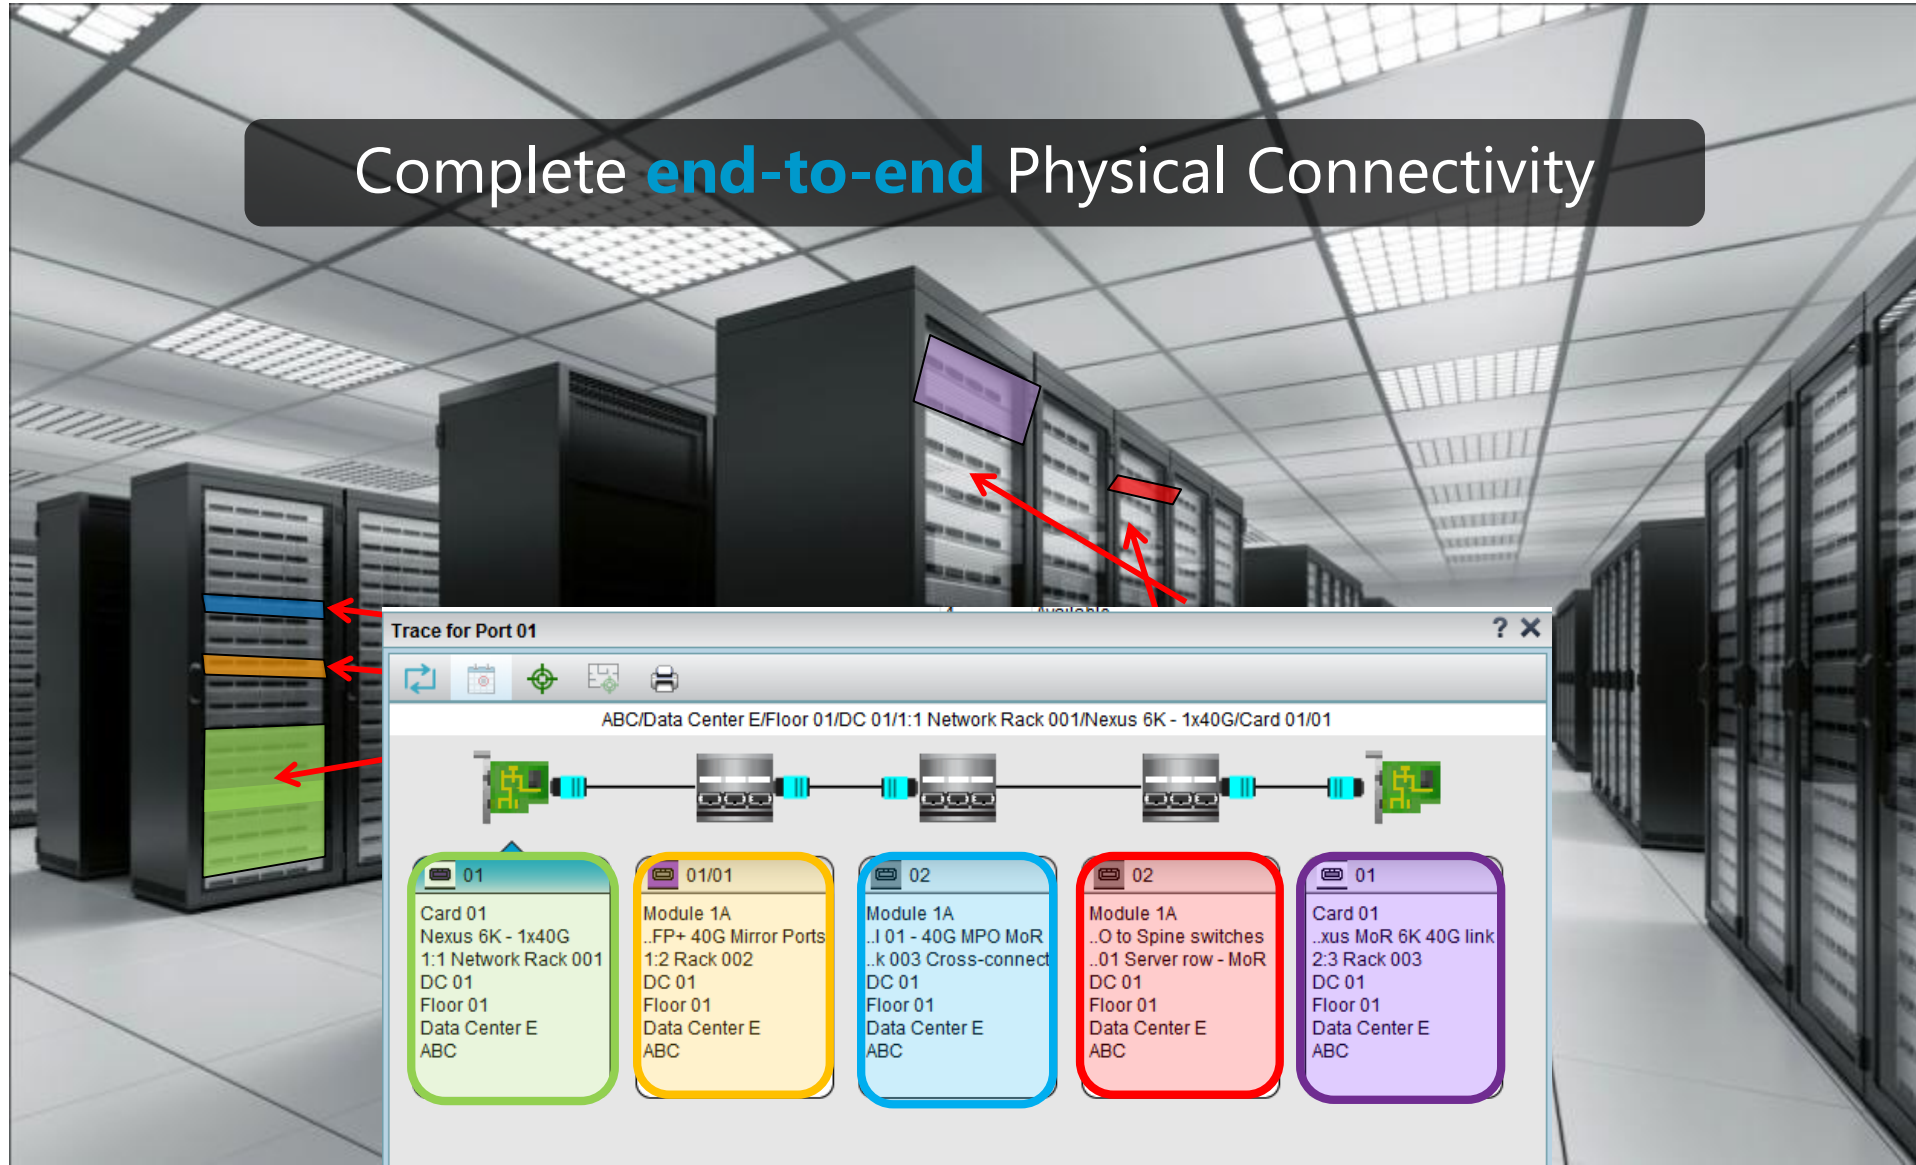 Complete end-to-end Physical Connectivity
Trace for Port 01
?
ABC/Data Center E/Floor 01/DC 01/1:1 Network Rack 001/Nexus 6K - 1x40G/Card 01/01
01
Card 01
Nexus 6K - 1x40G
1:1 Network Rack 001
DC 01
Floor 01
Data Center E
ABC
01/01
Module 1A
..FP+ 40G Mirror Ports
1:2 Rack 002
DC 01
Floor 01
Data Center E
ABC
02
Module 1A
..l 01 - 40G MPO MoR
..k 003 Cross-connect
DC 01
Floor 01
Data Center E
ABC
02
Module 1A
..O to Spine switches
..01 Server row - MoR
DC 01
Floor 01
Data Center E
ABC
01
Card 01
..xus MoR 6K 40G link
2:3 Rack 003
DC 01
Floor 01
Data Center E
ABC